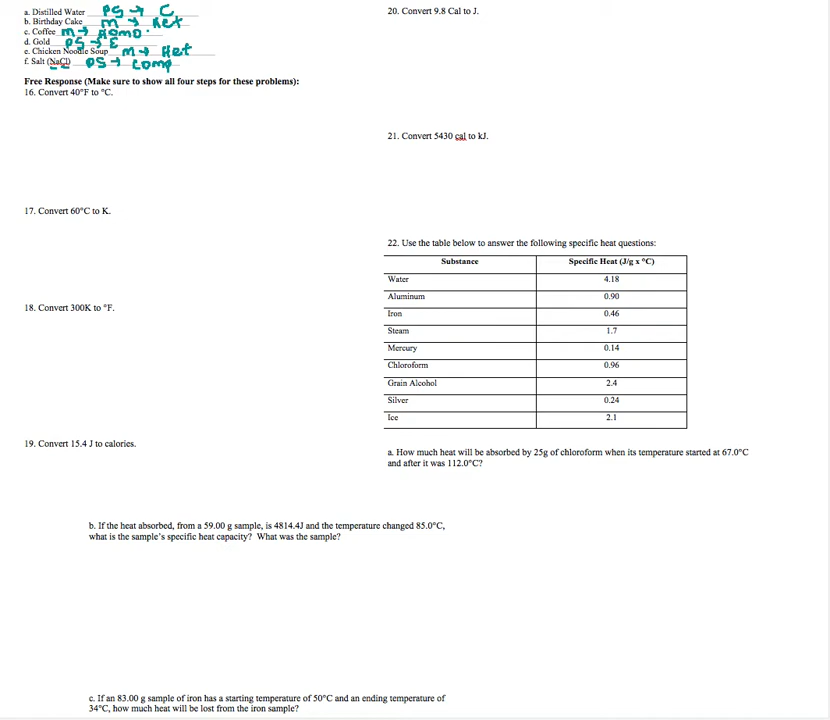 a. Distilled Water PS → C
b. Birthday Cake m → Het
c. Coffee m → Homo.
d. Gold PS → E
e. Chicken Noodle Soup m → Het
f. Salt (NaCl) PS → Comp
Free Response (Make sure to show all four steps for these problems):
16. Convert 40°F to °C.
17. Convert 60°C to K.
18. Convert 300K to °F.
19. Convert 15.4 J to calories.
20. Convert 9.8 Cal to J.
21. Convert 5430 cal to kJ.
22. Use the table below to answer the following specific heat questions:
Substance Specific Heat (J/g x °C)
Water 4.18
Aluminum 0.90
Iron 0.46
Steam 1.7
Mercury 0.14
Chloroform 0.96
Grain Alcohol 2.4
Silver 0.24
Ice 2.1
a. How much heat will be absorbed by 25g of chloroform when its temperature started at 67.0°C
and after it was 112.0°C?
b. If the heat absorbed, from a 59.00 g sample, is 4814.4J and the temperature changed 85.0°C,
what is the sample's specific heat capacity? What was the sample?
c. If an 83.00 g sample of iron has a starting temperature of 50°C and an ending temperature of
34°C, how much heat will be lost from the iron sample?